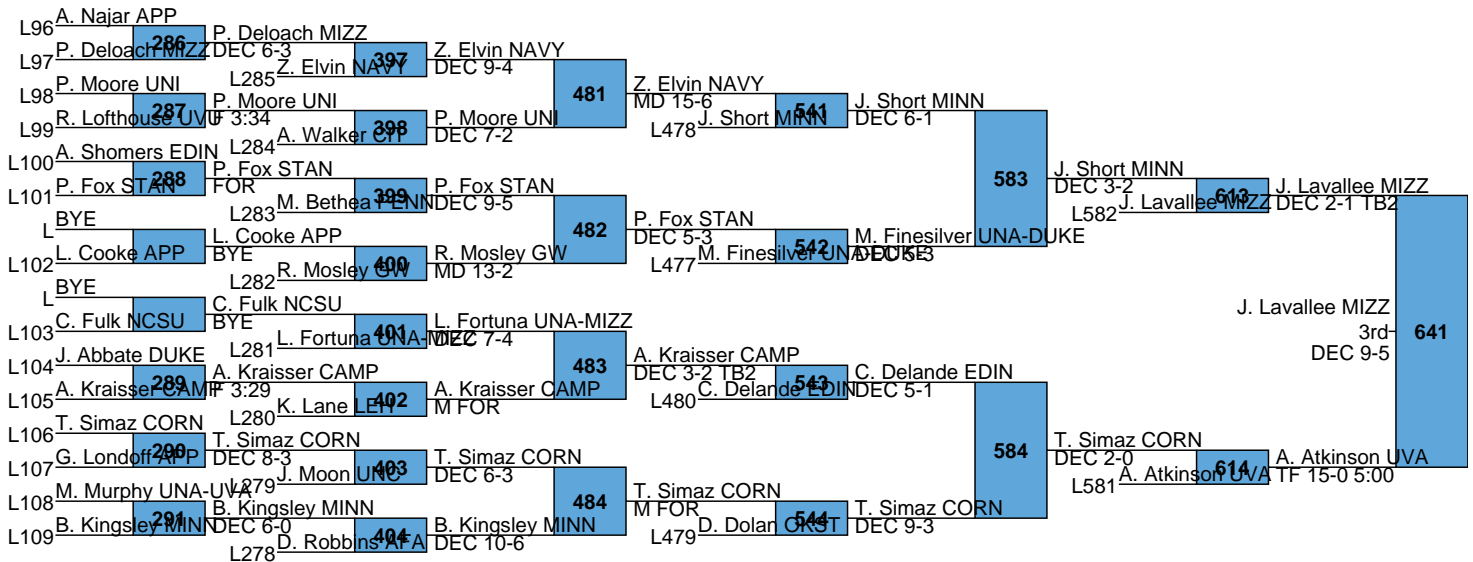 L96 A. Najar APP
286
L97 P. Deloach MIZZ
P. Deloach MIZZ
DEC 6-3
397
L285 Z. Elvin NAVY
Z. Elvin NAVY
DEC 9-4
L98 P. Moore UNI
287
L99 R. Lofthouse UVU
P. Moore UNI
F 3:34
398
L284 A. Walker CIT
P. Moore UNI
DEC 7-2
481
Z. Elvin NAVY
MD 15-6
541
L478 J. Short MINN
J. Short MINN
DEC 6-1
L100 A. Shomers EDIN
288
L101 P. Fox STAN
P. Fox STAN
FOR
399
L283 M. Bethea PENN
P. Fox STAN
DEC 9-5
L BYE
L102 L. Cooke APP
L. Cooke APP
BYE
400
L282 R. Mosley GW
R. Mosley GW
MD 13-2
482
P. Fox STAN
DEC 5-3
542
L477 M. Finesilver UNA-DUKE
M. Finesilver UNA-DUKE
DEC 5-3
583
J. Short MINN
DEC 3-2
613
L582 J. Lavallee MIZZ
J. Lavallee MIZZ
DEC 2-1 TB2
L BYE
L103 C. Fulk NCSU
C. Fulk NCSU
BYE
401
L281 L. Fortuna UNA-MIZZ
L. Fortuna UNA-MIZZ
DEC 7-4
L104 J. Abbate DUKE
289
L105 A. Kraisser CAMP
A. Kraisser CAMP
F 3:29
402
L280 K. Lane LEH
A. Kraisser CAMP
M FOR
483
A. Kraisser CAMP
DEC 3-2 TB2
543
L480 C. Delande EDIN
C. Delande EDIN
DEC 5-1
L106 T. Simaz CORN
290
L107 G. Londoff APP
T. Simaz CORN
DEC 8-3
403
L279 J. Moon UNC
T. Simaz CORN
DEC 6-3
L108 M. Murphy UNA-UVA
291
L109 B. Kingsley MINN
B. Kingsley MINN
DEC 6-0
404
L278 D. Robbins AFA
B. Kingsley MINN
DEC 10-6
484
T. Simaz CORN
M FOR
544
L479 D. Dolan OKST
T. Simaz CORN
DEC 9-3
584
T. Simaz CORN
DEC 2-0
614
L581 A. Atkinson UVA
A. Atkinson UVA
TF 15-0 5:00
641
J. Lavallee MIZZ
3rd
DEC 9-5